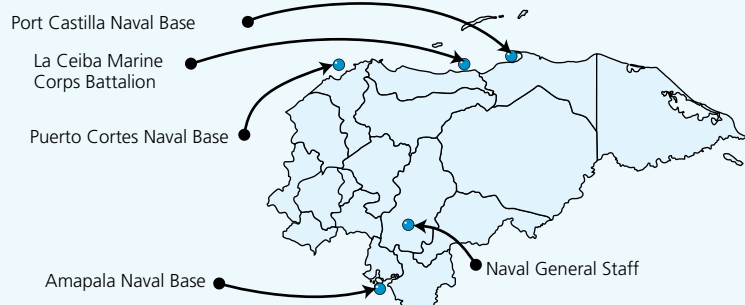 Port Castilla Naval Base
La Ceiba Marine
Corps Battalion
Puerto Cortes Naval Base
Naval General Staff
Amapala Naval Base